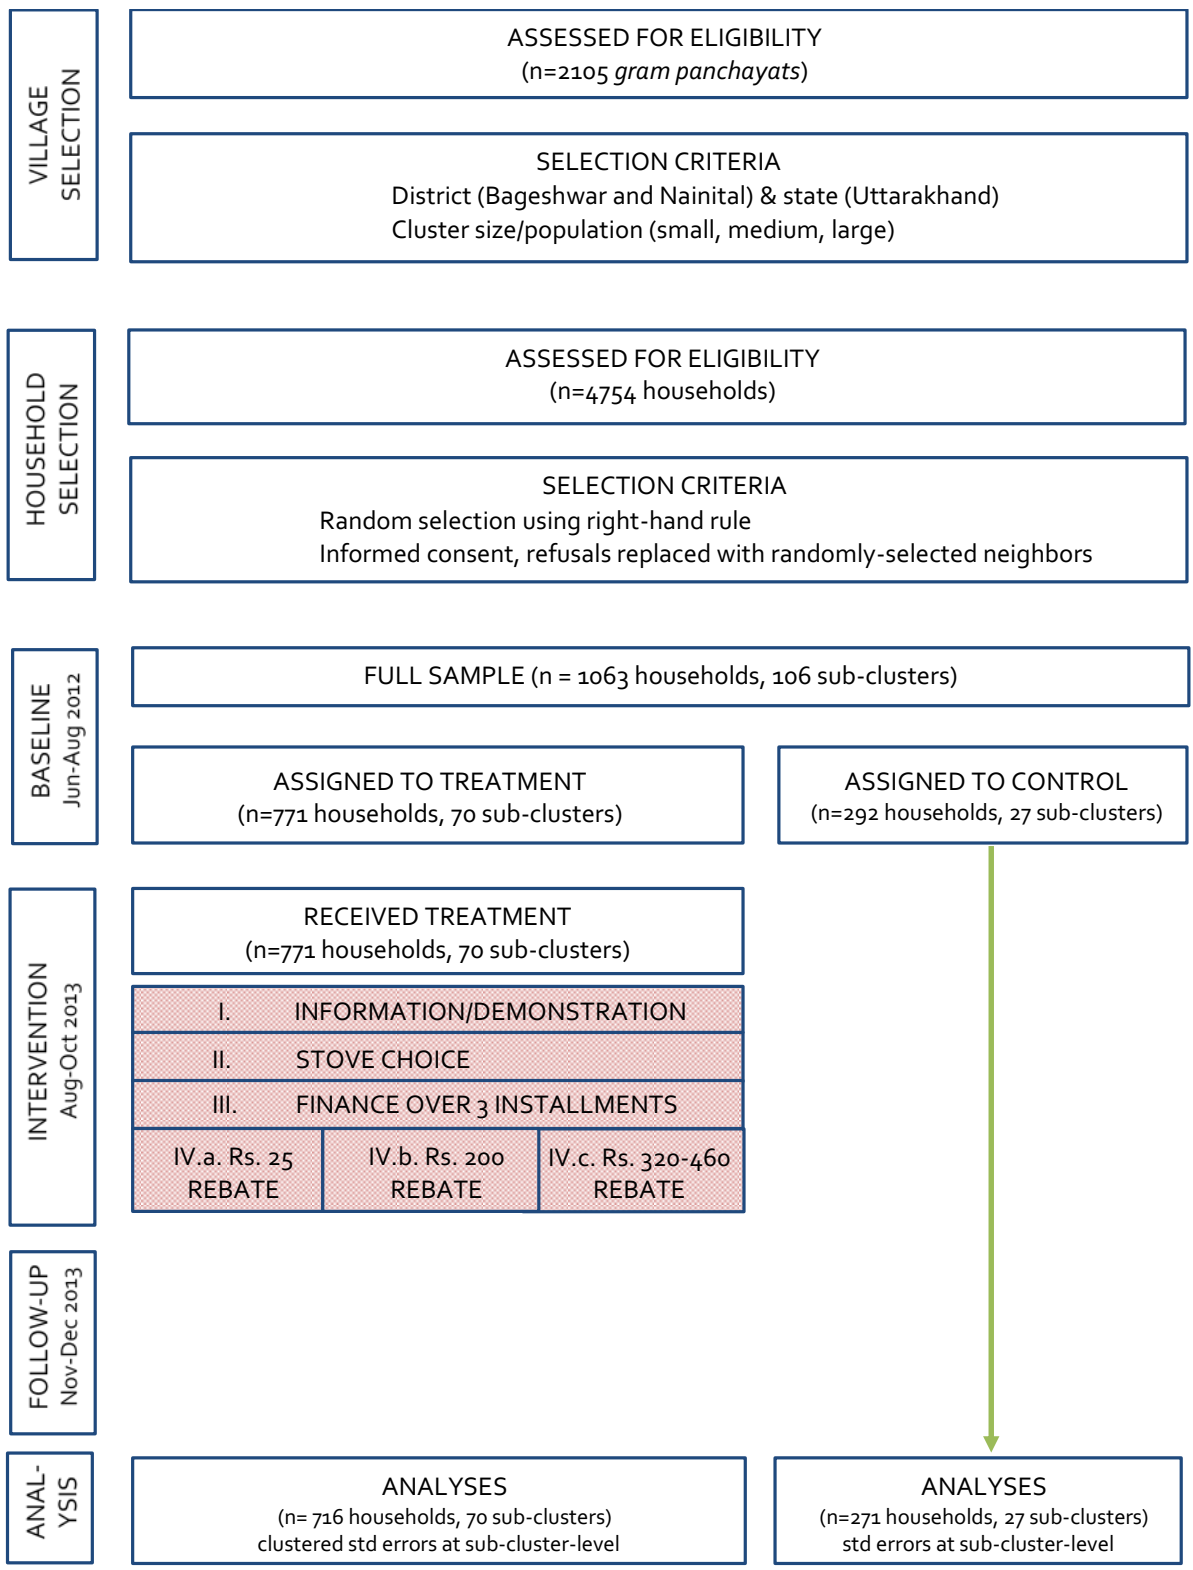 VILLAGE
SELECTION
ASSESSED FOR ELIGIBILITY
(n=2105 gram panchayats)
SELECTION CRITERIA
District (Bageshwar and Nainital) & state (Uttarakhand)
Cluster size/population (small, medium, large)
HOUSEHOLD
SELECTION
ASSESSED FOR ELIGIBILITY
(n=4754 households)
SELECTION CRITERIA
Random selection using right-hand rule
Informed consent, refusals replaced with randomly-selected neighbors
BASELINE
Jun-Aug 2012
FULL SAMPLE (n = 1063 households, 106 sub-clusters)
ASSIGNED TO TREATMENT
(n=771 households, 70 sub-clusters)
ASSIGNED TO CONTROL
(n=292 households, 27 sub-clusters)
INTERVENTION
Aug-Oct 2013
RECEIVED TREATMENT
(n=771 households, 70 sub-clusters)
I. INFORMATION/DEMONSTRATION
II. STOVE CHOICE
III. FINANCE OVER 3 INSTALLMENTS
IV.a. Rs. 25
REBATE
IV.b. Rs. 200
REBATE
IV.c. Rs. 320-460
REBATE
FOLLOW-UP
Nov-Dec 2013
ANAL-
YSIS
ANALYSES
(n= 716 households, 70 sub-clusters)
clustered std errors at sub-cluster-level
ANALYSES
(n=271 households, 27 sub-clusters)
std errors at sub-cluster-level